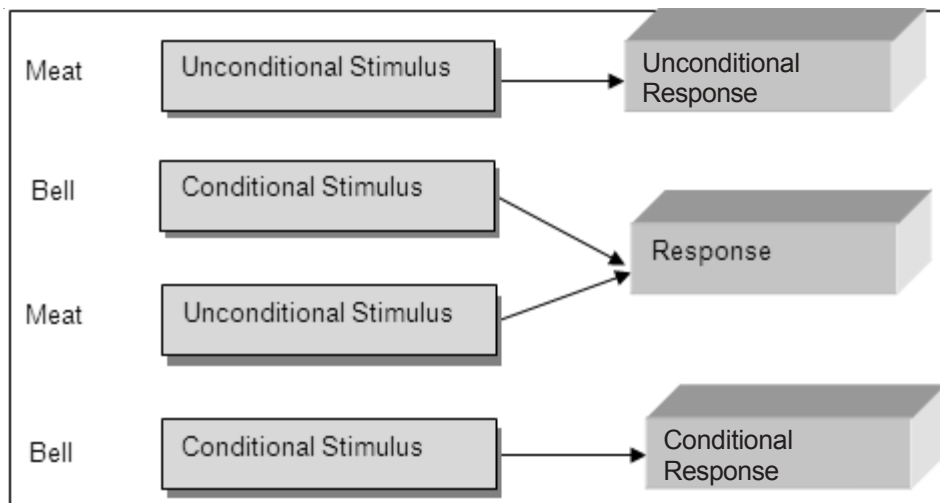 Meat
Unconditional Stimulus
Unconditional
Response
Bell
Conditional Stimulus
Response
Meat
Unconditional Stimulus
Bell
Conditional Stimulus
Conditional
Response